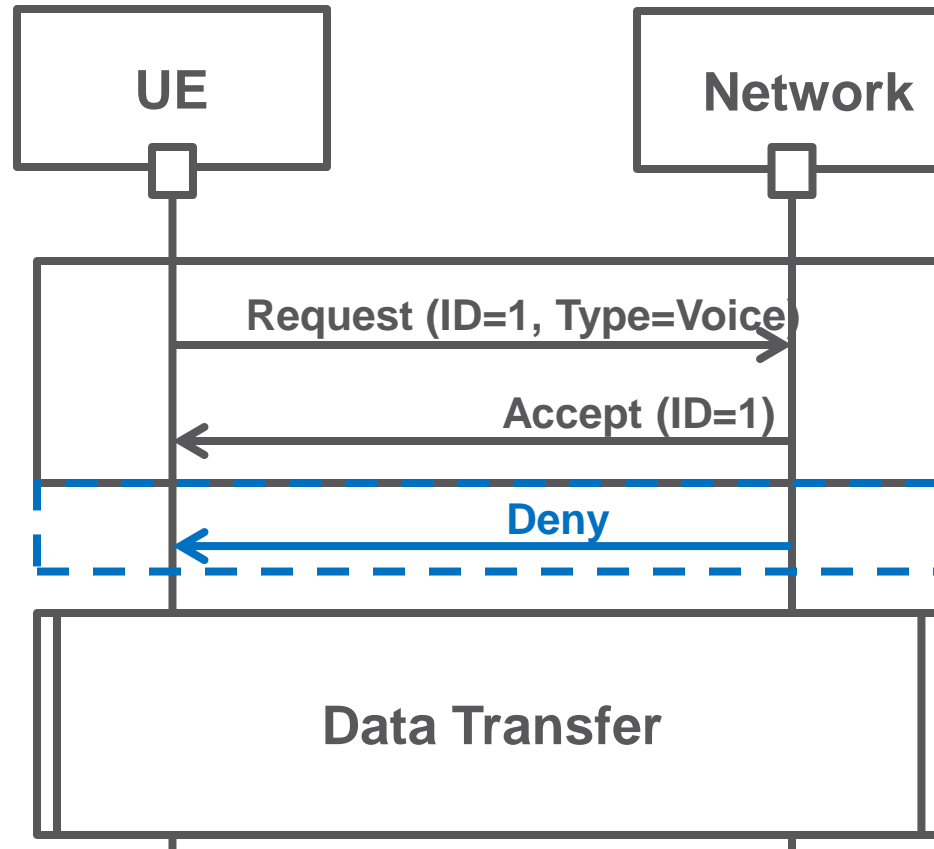 UE
Network
Request (ID=1, Type=Voice)
Accept (ID=1)
Deny
Data Transfer